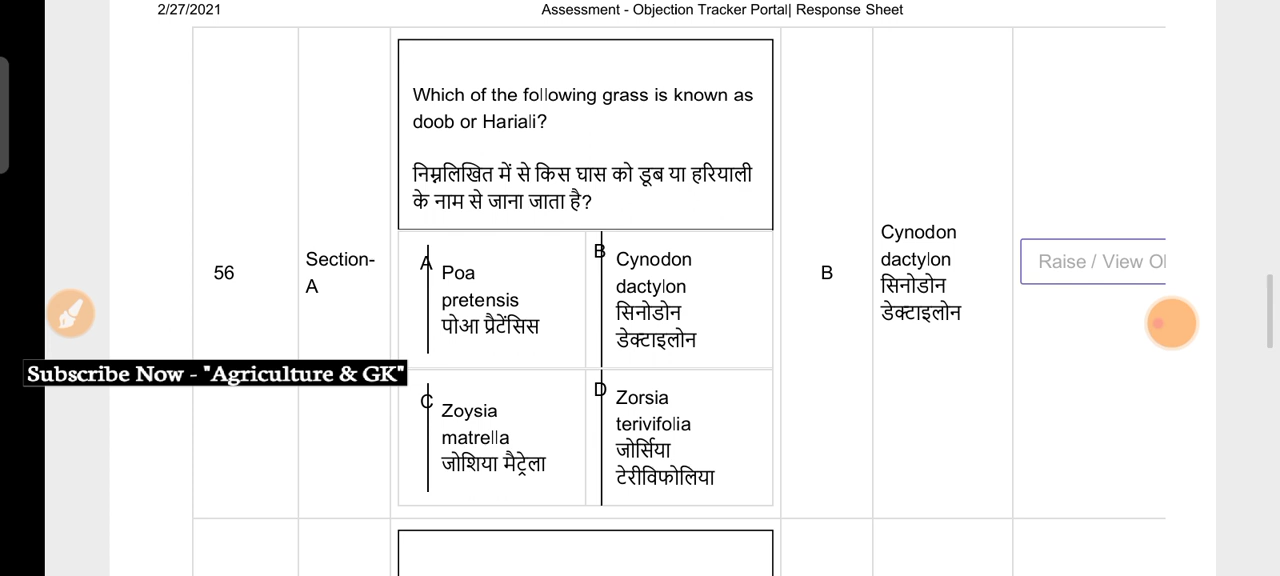 2/27/2021
Assessment - Objection Tracker Portal| Response Sheet
Which of the following grass is known as
doob or Hariali?
निम्नलिखित में से किस घास को डूब या हरियाली
के नाम से जाना जाता है?
56
Section-
A
A
Poa
pretensis
पोआ प्रैटेंसिस
B
Cynodon
dactylon
सिनोडोन
डेक्टाइलोन
C
Zoysia
matrella
जोशिया मैट्रेला
D
Zorsia
terivifolia
जोर्सिया
टेरीविफोलिया
B
Cynodon
dactylon
सिनोडोन
डेक्टाइलोन
Raise / View
Subscribe Now - "Agriculture & GK"